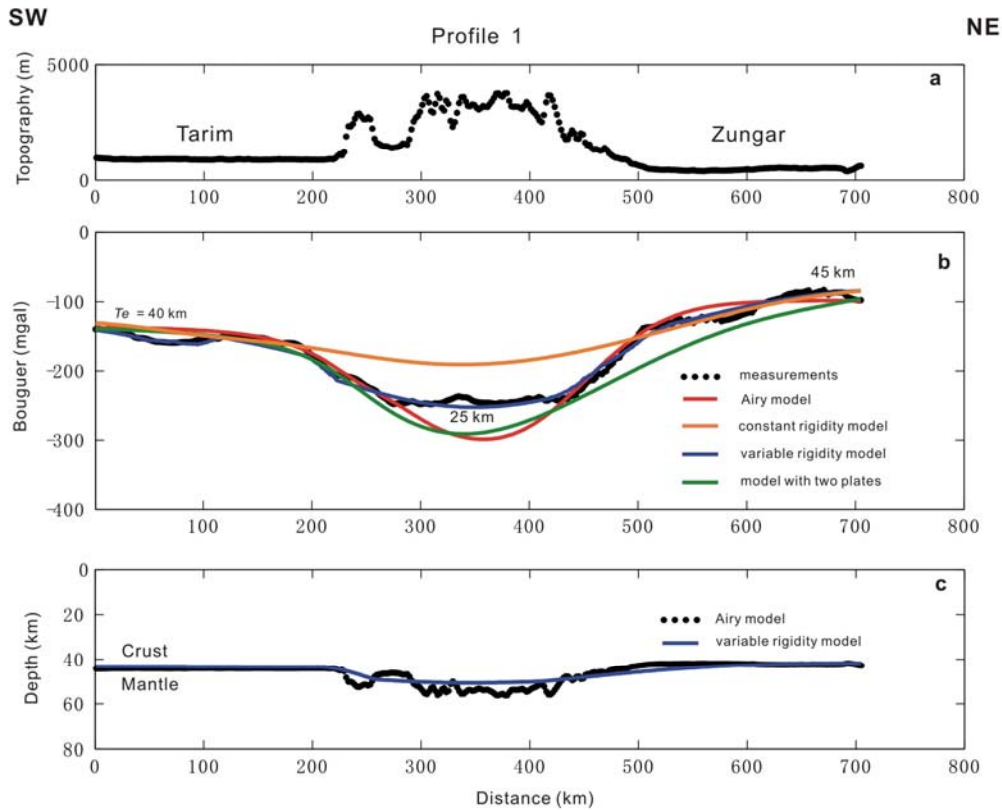 SW
NE
Profile 1
a
Topography (m)
5000
0
Tarim
Zungar
0 100 200 300 400 500 600 700 800
b
Bouguer (mgal)
0
-100
-200
-300
-400
Te = 40 km
45 km
25 km
measurements
Airy model
constant rigidity model
variable rigidity model
model with two plates
0 100 200 300 400 500 600 700 800
c
Depth (km)
0
20
40
60
80
Crust
Mantle
Airy model
variable rigidity model
0 100 200 300 400 500 600 700 800
Distance (km)